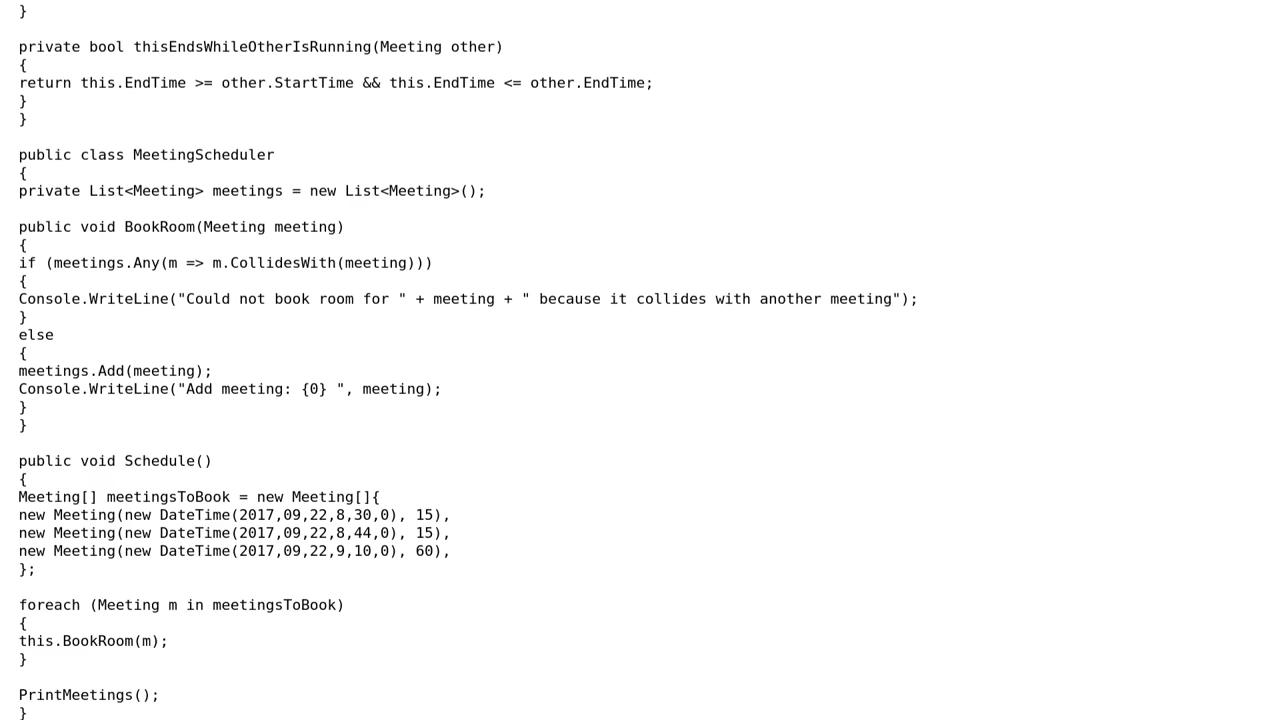 }
private bool thisEndsWhileOtherIsRunning(Meeting other)
{
return this.EndTime >= other.StartTime && this.EndTime <= other.EndTime;
}
}
public class MeetingScheduler
{
private List<Meeting> meetings = new List<Meeting>();
public void BookRoom(Meeting meeting)
{
if (meetings.Any(m => m.CollidesWith(meeting)))
{
Console.WriteLine("Could not book room for " + meeting + " because it collides with another meeting");
}
else
{
meetings.Add(meeting);
Console.WriteLine("Add meeting: {0} ", meeting);
}
}
public void Schedule()
{
Meeting[] meetingsToBook = new Meeting[]{
new Meeting(new DateTime(2017,09,22,8,30,0), 15),
new Meeting(new DateTime(2017,09,22,8,44,0), 15),
new Meeting(new DateTime(2017,09,22,9,10,0), 60),
};
foreach (Meeting m in meetingsToBook)
{
this.BookRoom(m);
}
PrintMeetings();
}